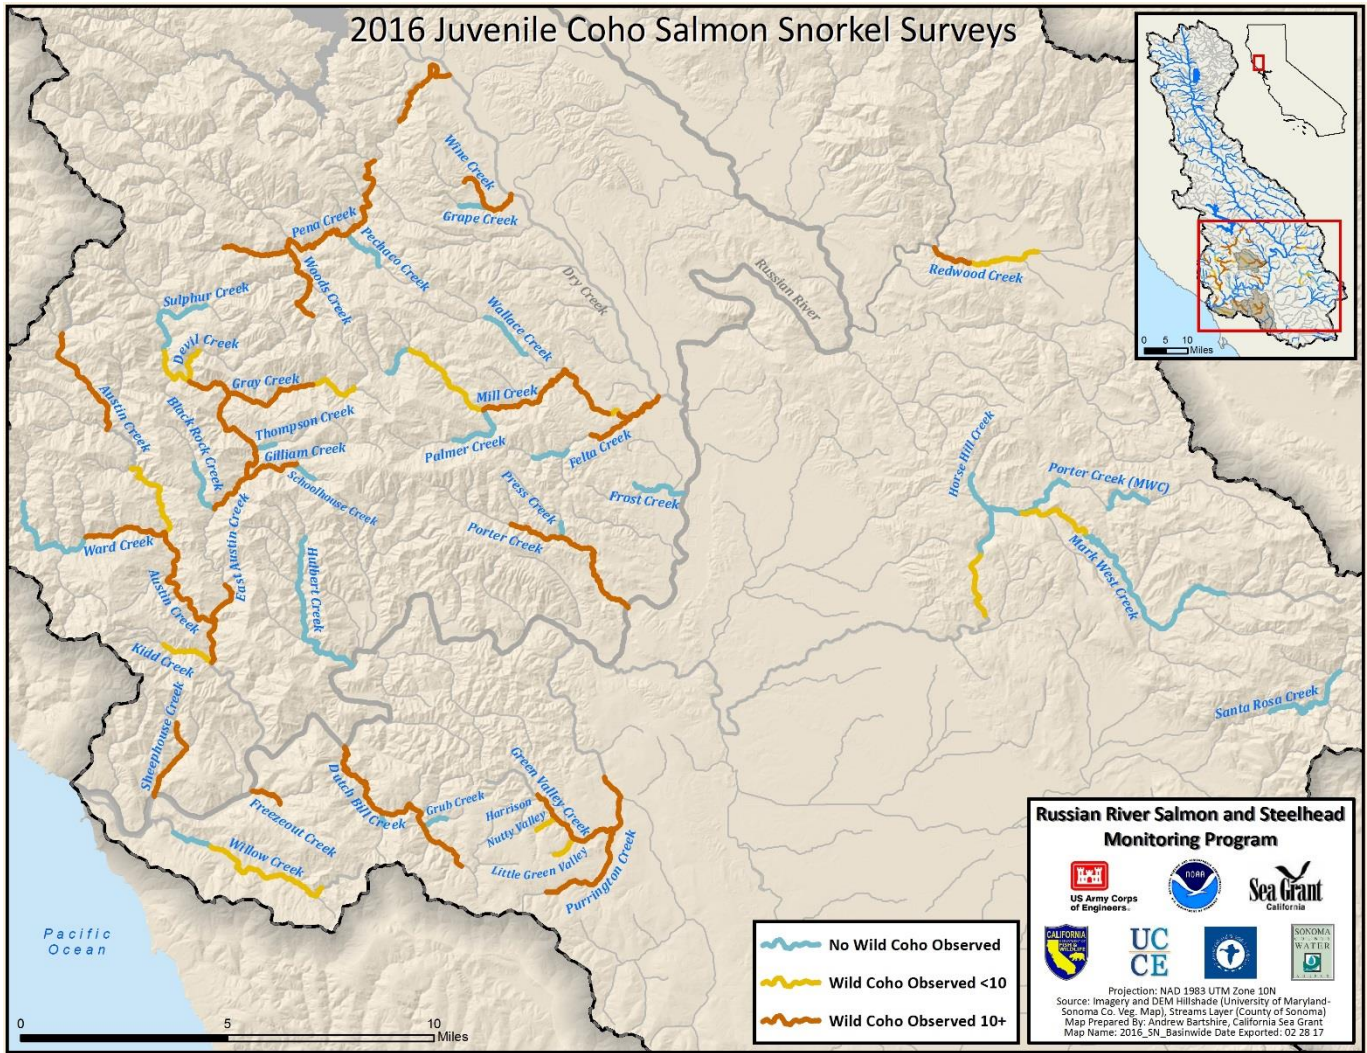 2016 Juvenile Coho Salmon Snorkel Surveys
0 5 10
Miles
Wine Creek
Grape Creek
Pena Creek
Pechaco Creek
Woods Creek
Dry Creek
Russian River
Redwood Creek
Sulphur Creek
Devil Creek
Wallace Creek
Gray Creek
Mill Creek
Austin Creek
Black Rock Creek
Thompson Creek
Gilliam Creek
Schoolhouse Creek
Palmer Creek
Felta Creek
Press Creek
Frost Creek
Horse Hill Creek
Porter Creek (MWC)
Mark West Creek
Ward Creek
East Austin Creek
Porter Creek
Hulbert Creek
Austin Creek
Kidd Creek
Sheephouse Creek
Santa Rosa Creek
Dutch Bill Creek
Grub Creek
Green Valley Creek
Harrison
Nutty Valley
Little Green Valley
Purrington Creek
Freezeout Creek
Willow Creek
Pacific
Ocean
0 5 10
Miles
No Wild Coho Observed
Wild Coho Observed <10
Wild Coho Observed 10+
Russian River Salmon and Steelhead
Monitoring Program
US Army Corps
of Engineers®
NOAA
Sea Grant
California
CALIFORNIA
FISH &
WILDLIFE
UC
CE
SONOMA
COUNTY
WATER
AGENCY
Projection: NAD 1983 UTM Zone 10N
Source: Imagery and DEM Hillshade (University of Maryland-
Sonoma Co. Veg. Map), Streams Layer (County of Sonoma)
Map Prepared By: Andrew Bartshire, California Sea Grant
Map Name: 2016_SN_Basinwide Date Exported: 02 28 17